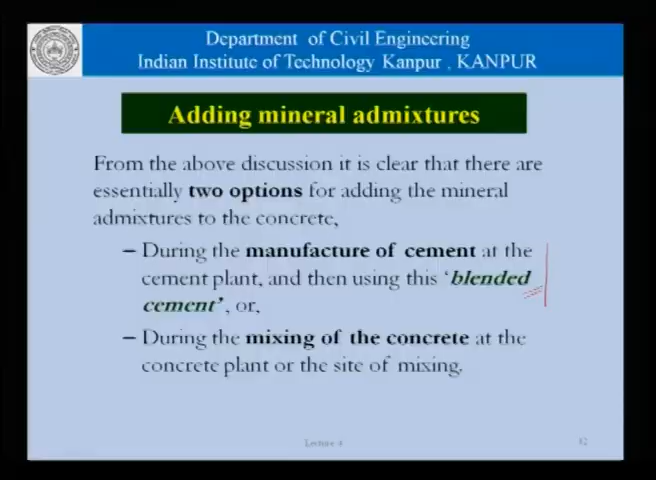 Department of Civil Engineering
Indian Institute of Technology Kanpur , KANPUR
Adding mineral admixtures
From the above discussion it is clear that there are
essentially two options for adding the mineral
admixtures to the concrete,
– During the manufacture of cement at the
cement plant, and then using this ‘blended
cement’, or,
– During the mixing of the concrete at the
concrete plant or the site of mixing.
Lecture 4